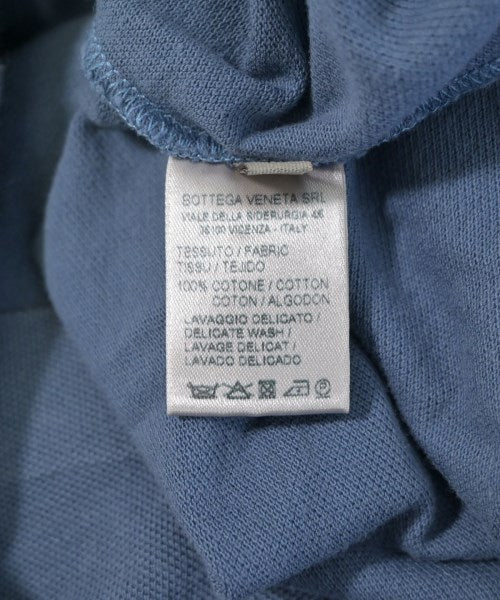 BOTTEGA VENETA SRL
VIALE DELLA SIDERURGIA 45
36100 VICENZA - ITALY
TESSUTO / FABRIC
TISSU / TEJIDO
100% COTONE / COTTON
COTON / ALGODON
LAVAGGIO DELICATO /
DELICATE WASH /
LAVAGE DELICAT /
LAVADO DELICADO